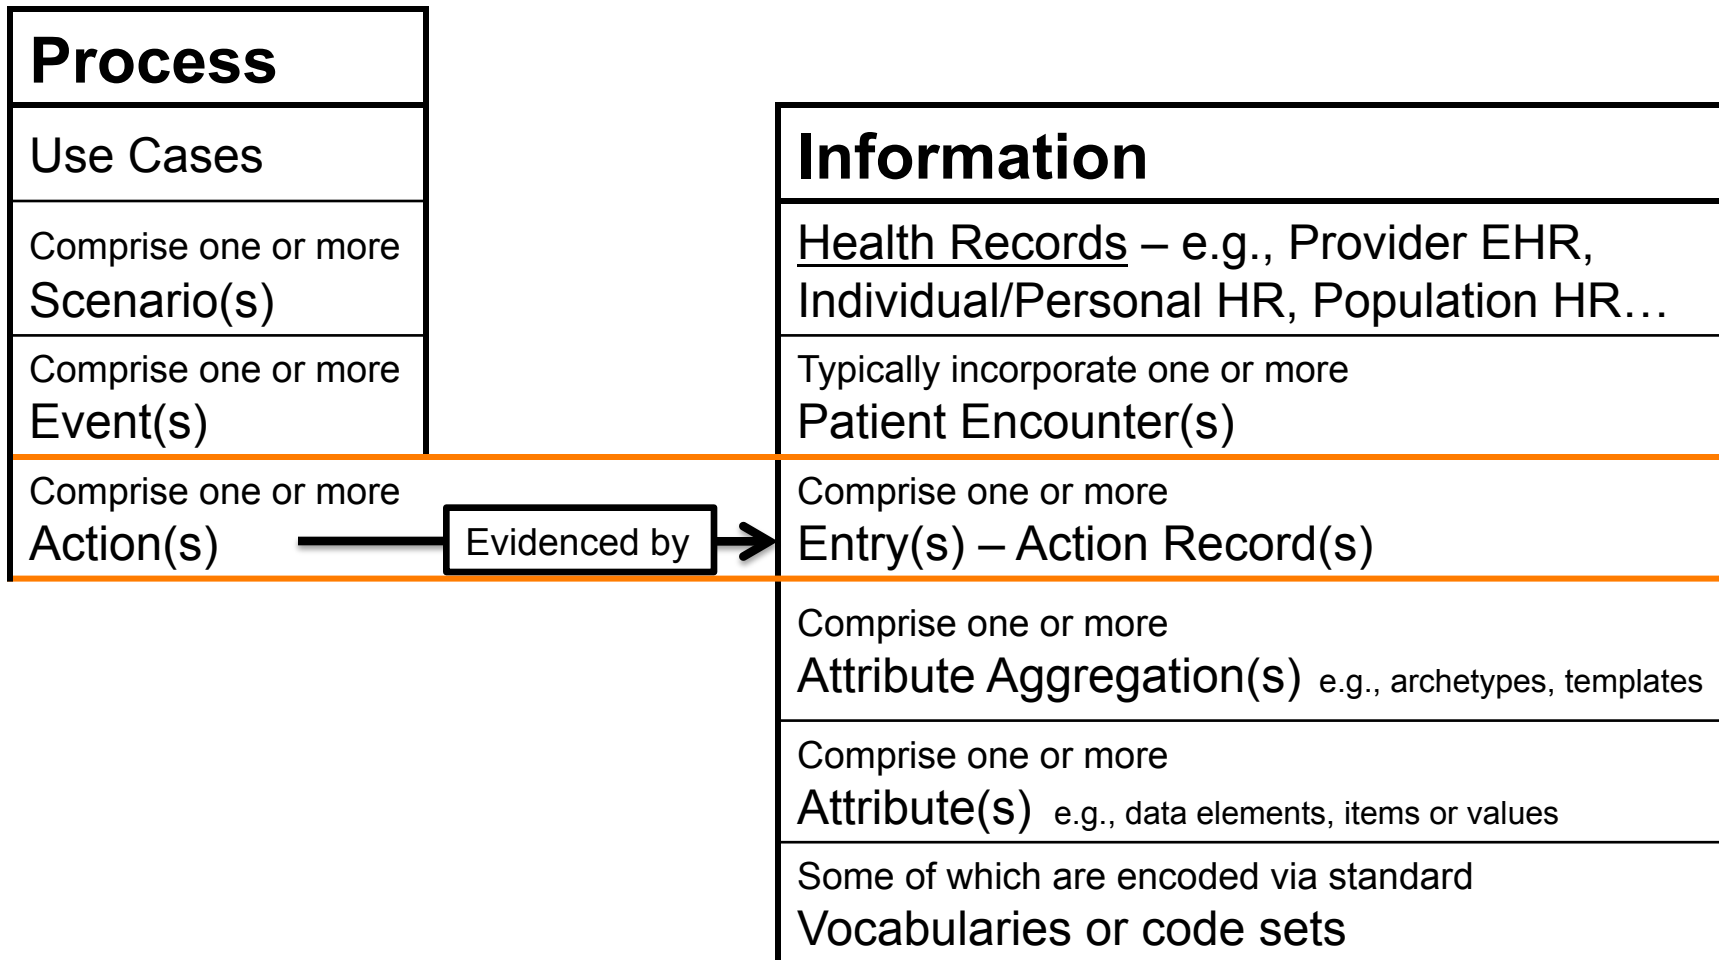 Process
Use Cases
Comprise one or more
Scenario(s)
Comprise one or more
Event(s)
Comprise one or more
Action(s)
Evidenced by
Information
Health Records – e.g., Provider EHR,
Individual/Personal HR, Population HR…
Typically incorporate one or more
Patient Encounter(s)
Comprise one or more
Entry(s) – Action Record(s)
Comprise one or more
Attribute Aggregation(s) e.g., archetypes, templates
Comprise one or more
Attribute(s) e.g., data elements, items or values
Some of which are encoded via standard
Vocabularies or code sets